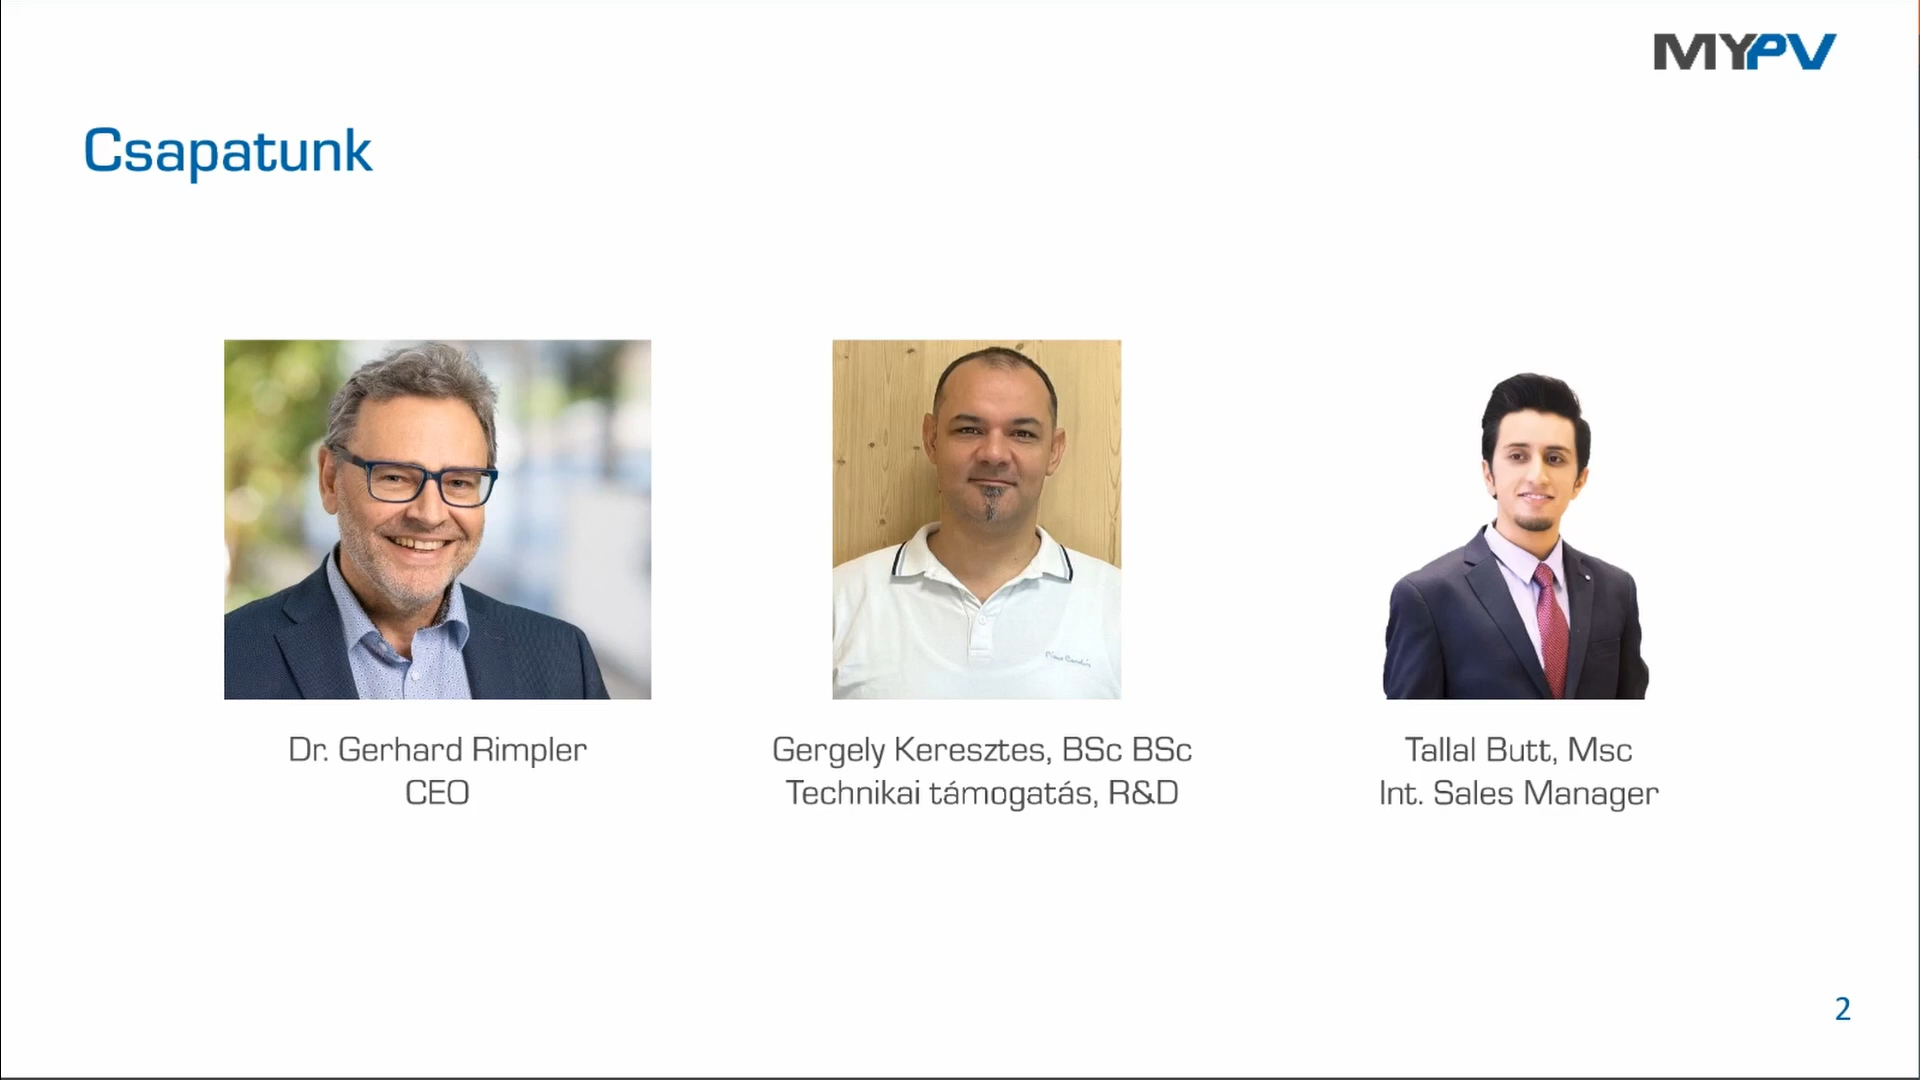 MYPV
Csapatunk
Dr. Gerhard Rimpler
CEO
Gergely Keresztes, BSc BSc
Technikai támogatás, R&D
Tallal Butt, Msc
Int. Sales Manager
2